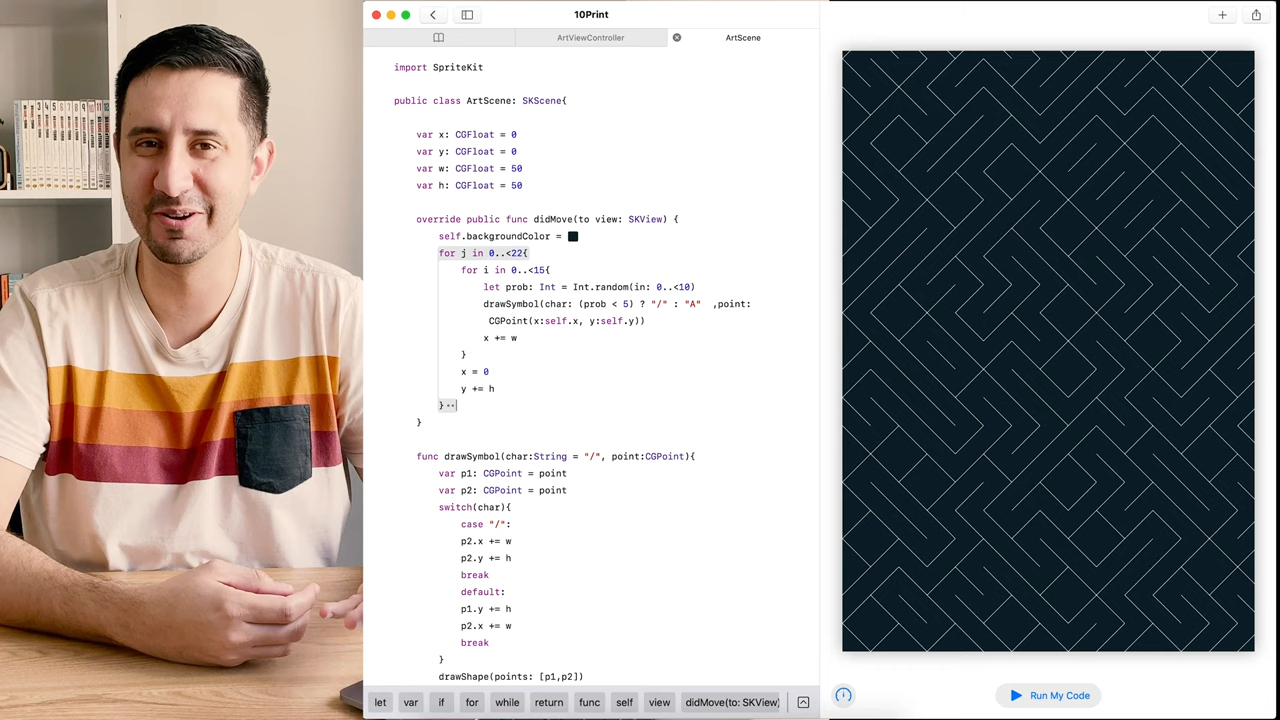 10Print
ArtViewController
ArtScene
import SpriteKit
public class ArtScene: SKScene{
var x: CGFloat = 0
var y: CGFloat = 0
var w: CGFloat = 50
var h: CGFloat = 50
override public func didMove(to view: SKView) {
self.backgroundColor =
for j in 0..<22{
for i in 0..<15{
let prob: Int = Int.random(in: 0..<10)
drawSymbol(char: (prob < 5) ? "/" : "A"  ,point:
CGPoint(x:self.x, y:self.y))
x += w
}
x = 0
y += h
}
}
func drawSymbol(char:String = "/", point:CGPoint){
var p1: CGPoint = point
var p2: CGPoint = point
switch(char){
case "/":
p2.x += w
p2.y += h
break
default:
p1.y += h
p2.x += w
break
}
drawShape(points: [p1,p2])
let var if for while return func self view didMove(to: SKView)
Run My Code